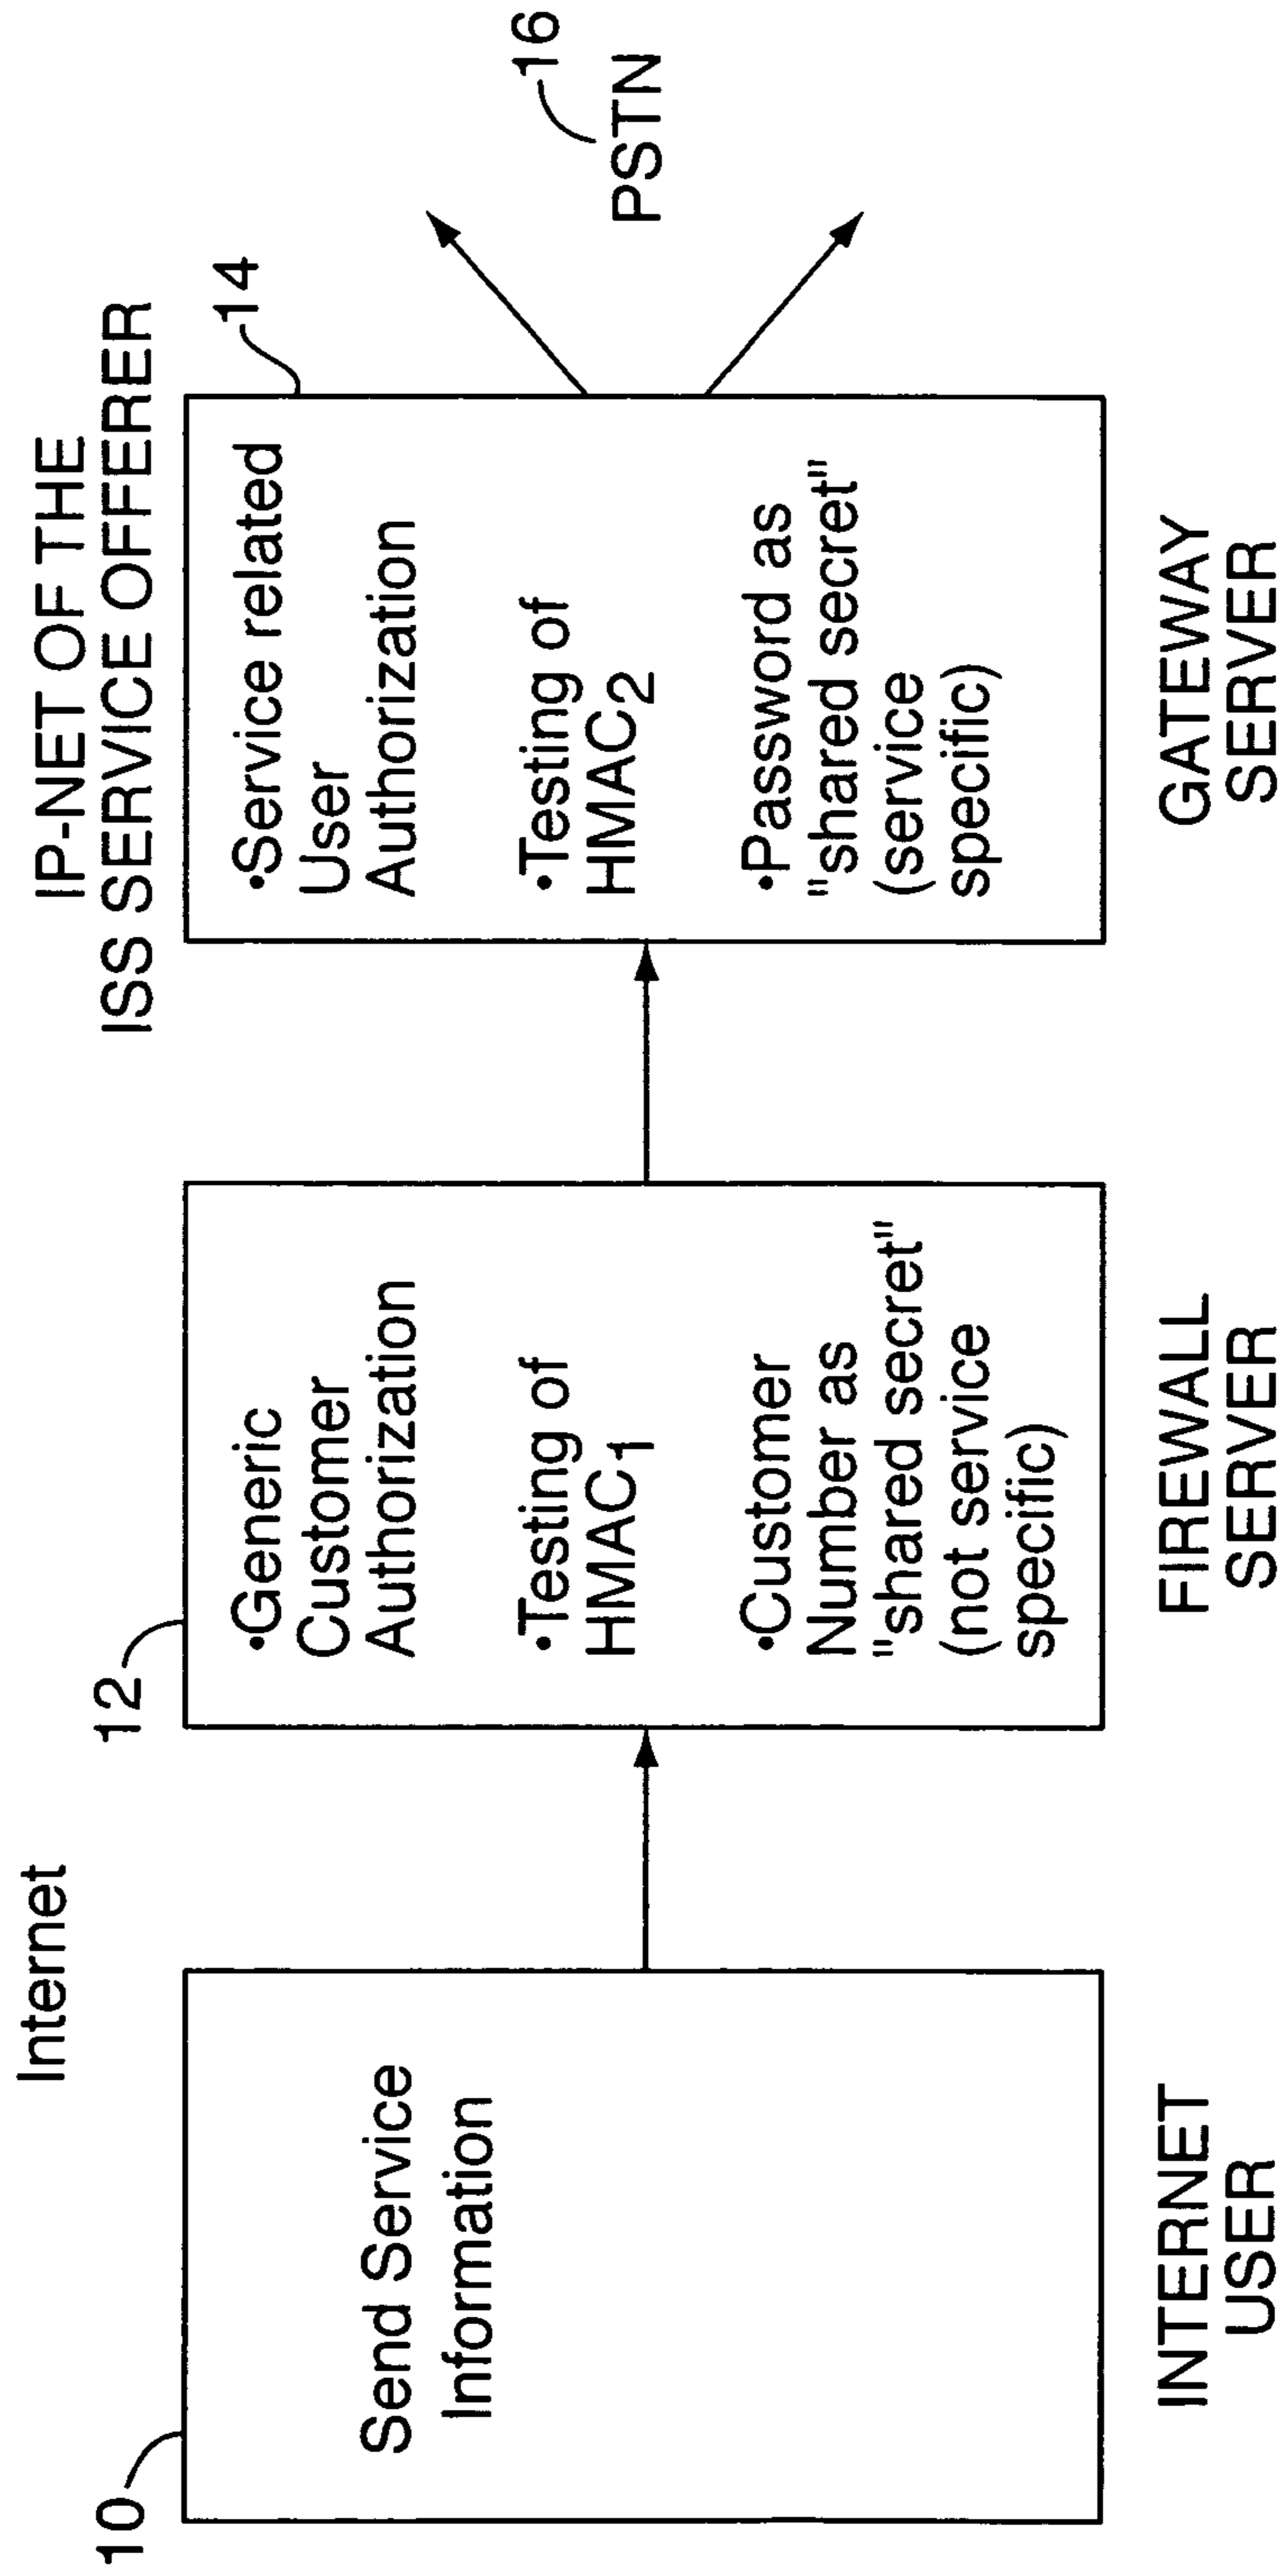 Internet
IP-NET OF THE
ISS SERVICE OFFERER
10
Send Service
Information
INTERNET
USER
12
•Generic
Customer
Authorization
•Testing of
HMAC1
•Customer
Number as
"shared secret"
(not service
specific)
FIREWALL
SERVER
14
•Service related
User
Authorization
•Testing of
HMAC2
•Password as
"shared secret"
(service
specific)
GATEWAY
SERVER
16
PSTN